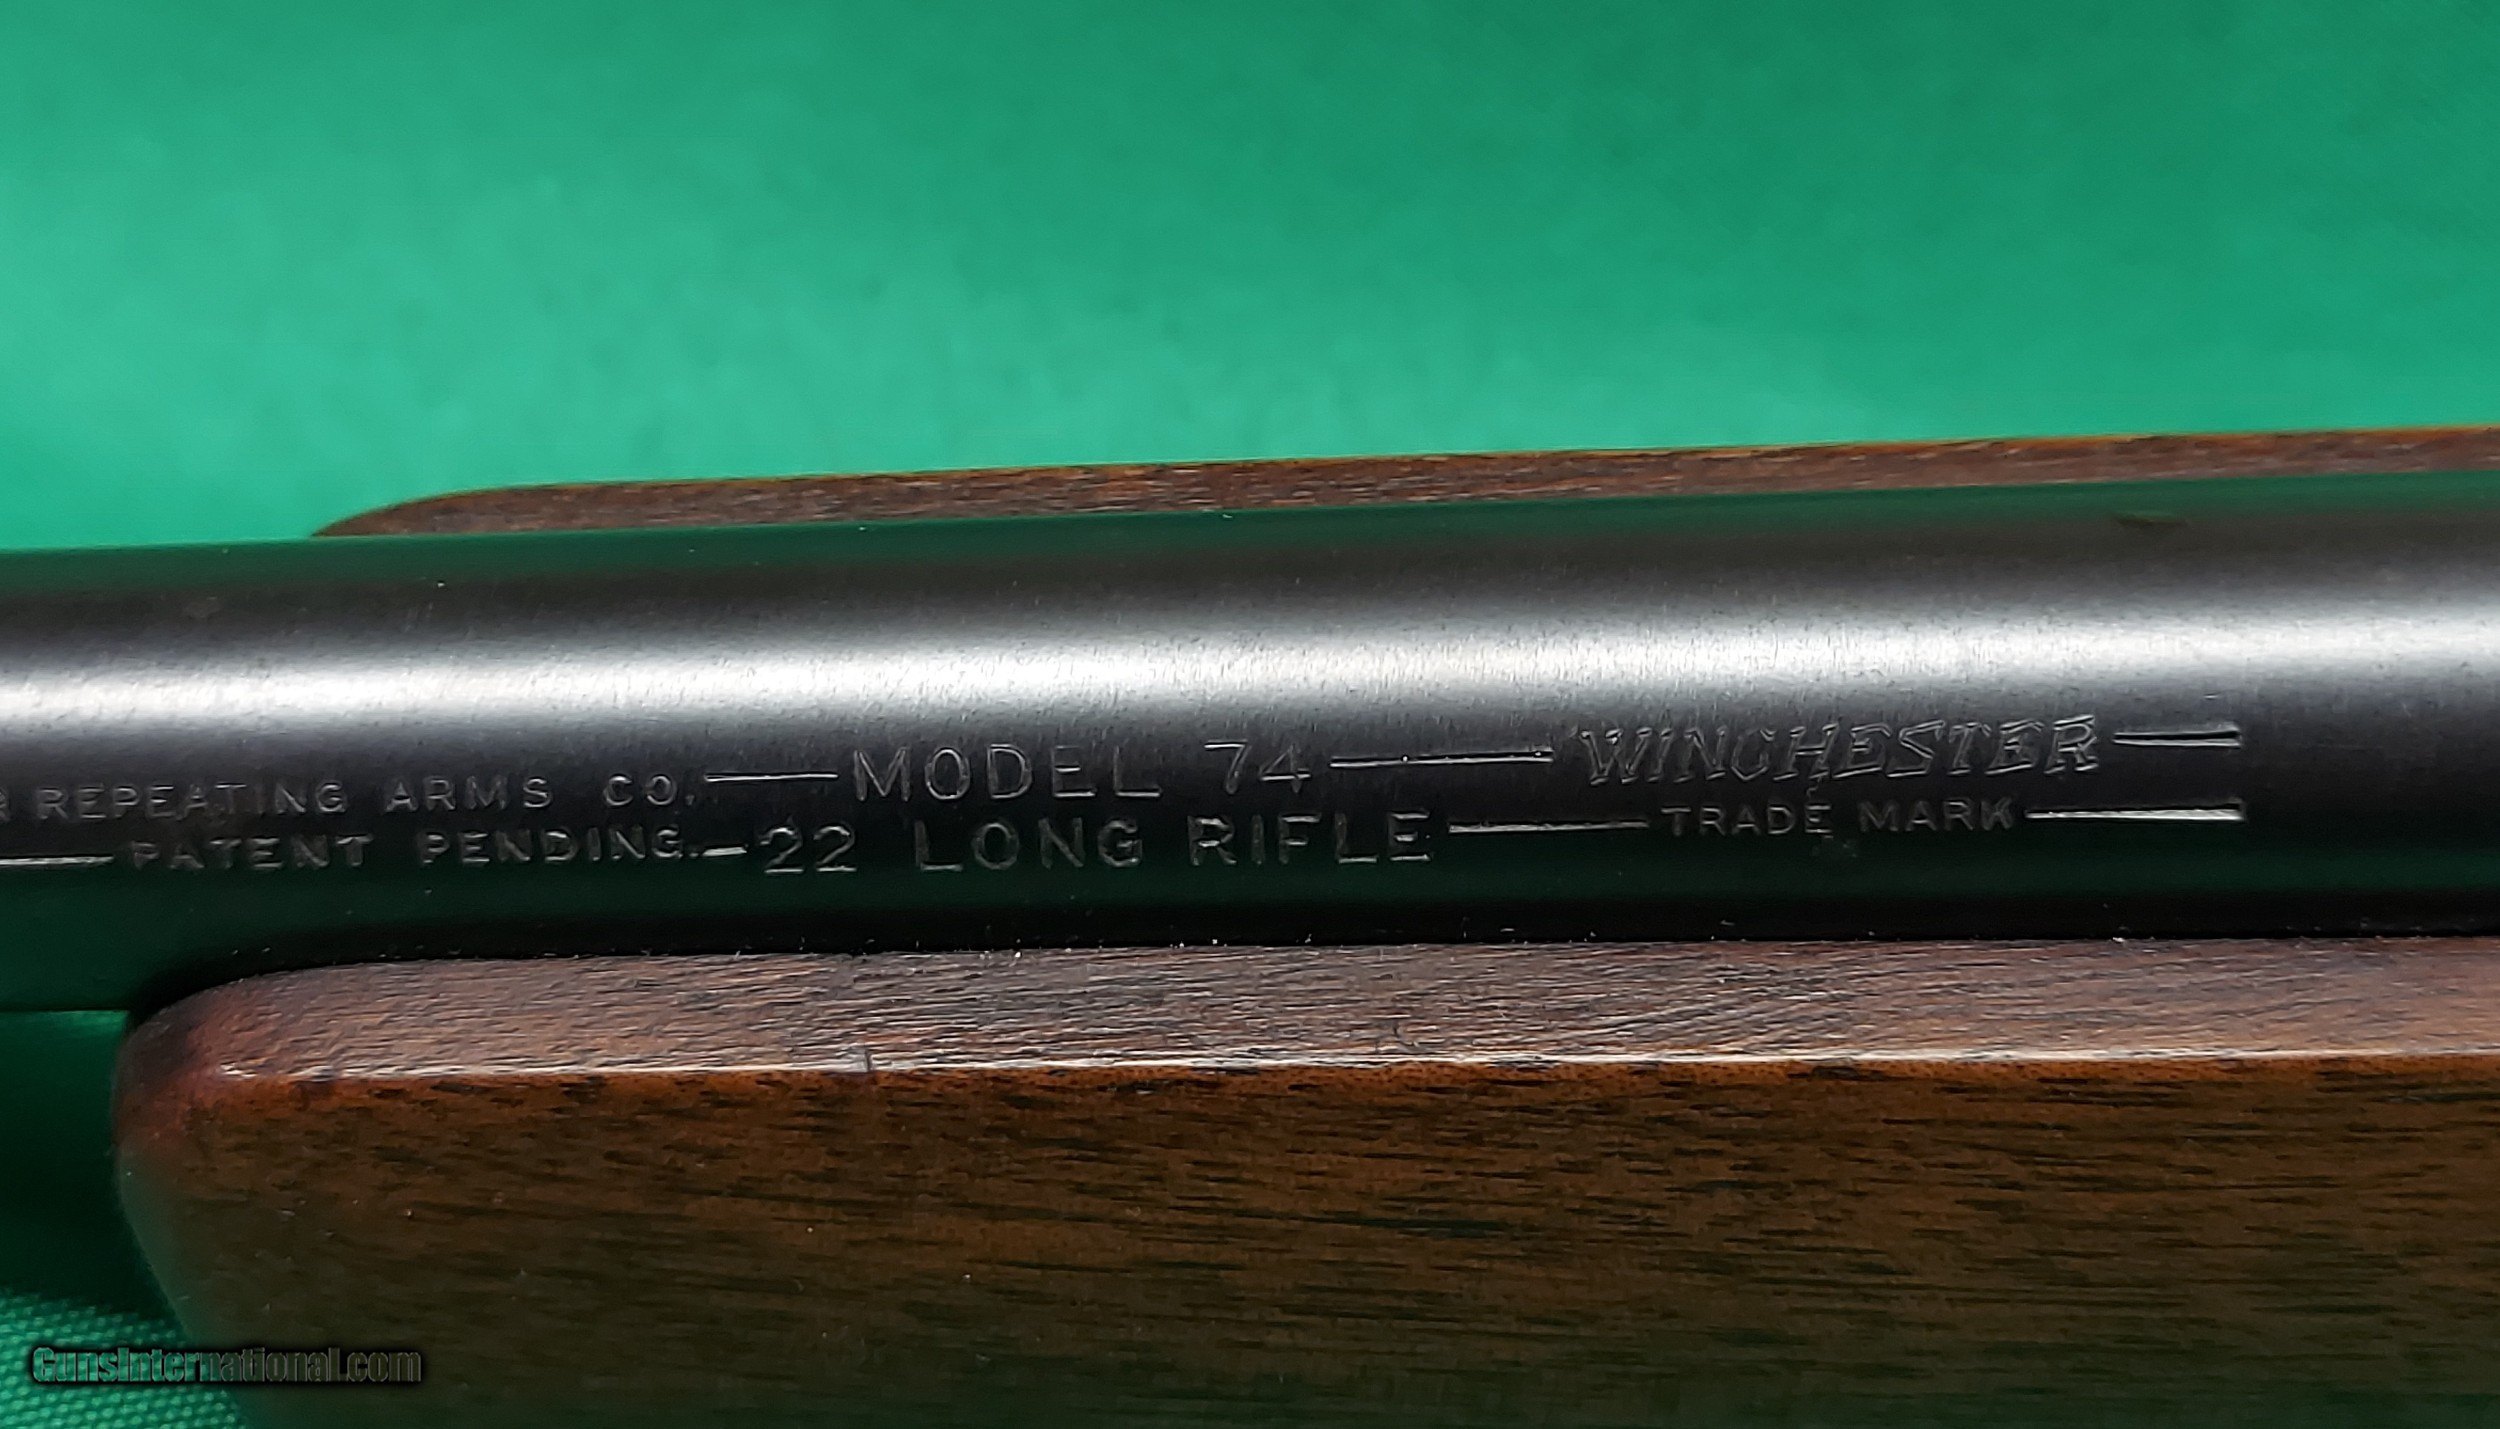 R REPEATING ARMS CO. — MODEL 74 — WINCHESTER —
— PATENT PENDING. — 22 LONG RIFLE — TRADE MARK —
GunsInternational.com